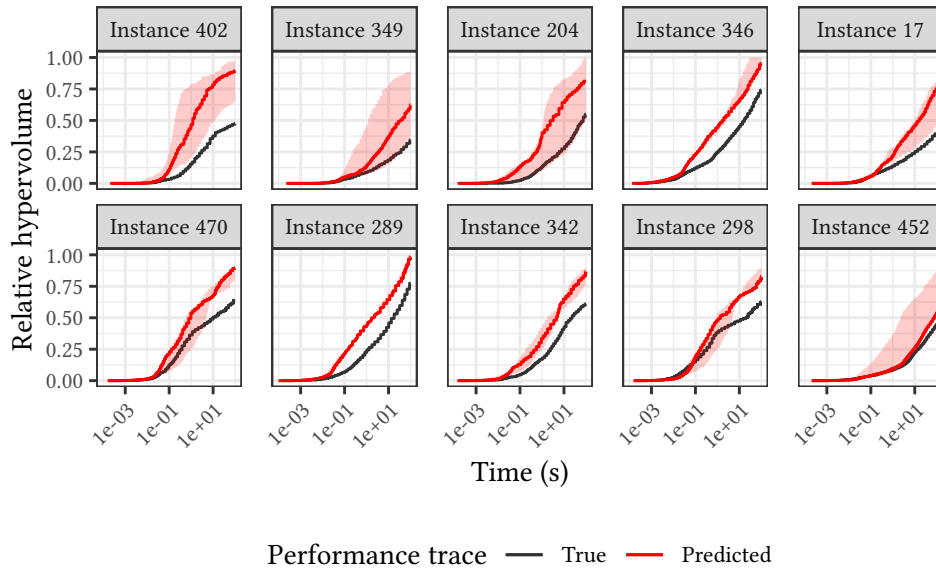 Instance 402 Instance 349 Instance 204 Instance 346 Instance 17
1.00
0.75
0.50
0.25
0.00
Instance 470 Instance 289 Instance 342 Instance 298 Instance 452
1.00
0.75
0.50
0.25
0.00
Relative hypervolume
1e-03 1e-01 1e+01 1e-03 1e-01 1e+01 1e-03 1e-01 1e+01 1e-03 1e-01 1e+01 1e-03 1e-01 1e+01
Time (s)
Performance trace True Predicted